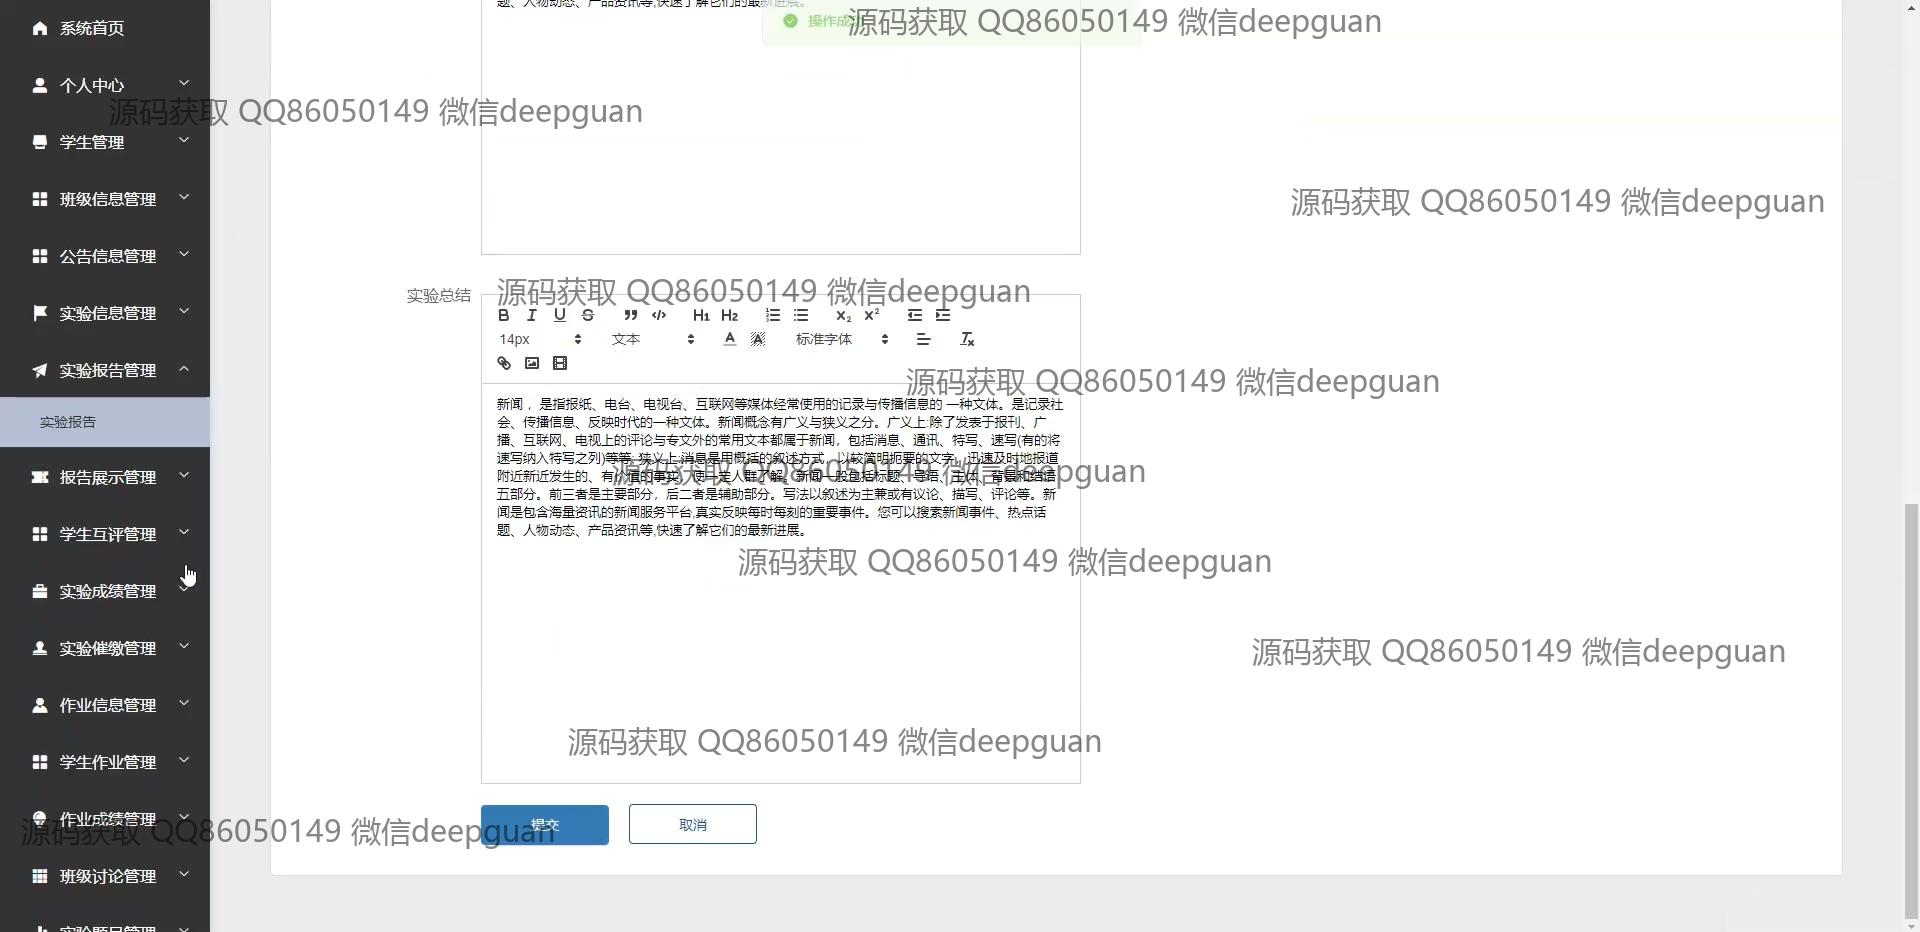 系统首页
个人中心
学生管理
班级信息管理
公告信息管理
实验信息管理
实验报告管理
实验报告
报告展示管理
学生互评管理
实验成绩管理
实验催缴管理
作业信息管理
学生作业管理
作业成绩管理
班级讨论管理
实验题目管理
题、人物动态、产品资讯等,快速了解它们的最新进展。
操作成功
源码获取 QQ86050149 微信deepguan
源码获取 QQ86050149 微信deepguan
源码获取 QQ86050149 微信deepguan
实验总结
源码获取 QQ86050149 微信deepguan
B I U S ” </> H1 H2 X2 X2
14px 文本 A A 标准字体 Tx
源码获取 QQ86050149 微信deepguan
新闻 ，是指报纸、电台、电视台、互联网等媒体经常使用的记录与传播信息的 一种文体。是记录社
会、传播信息、反映时代的一种文体。新闻概念有广义与狭义之分。广义上:除了发表于报刊、广
播、互联网、电视上的评论与专文外的常用文本都属于新闻，包括消息、通讯、特写、速写(有的将
速写纳入特写之列)等等.狭义上:消息是用概括的叙述方式，以较简明扼要的文字，迅速及时地报道
附近新近发生的、有价值的事实，使一定人群了解。新闻一般包括标题、导语、主体、背景和结语
五部分。前三者是主要部分，后二者是辅助部分。写法以叙述为主兼或有议论、描写、评论等。新
闻是包含海量资讯的新闻服务平台,真实反映每时每刻的重要事件。您可以搜索新闻事件、热点话
题、人物动态、产品资讯等,快速了解它们的最新进展。
源码获取 QQ86050149 微信deepguan
源码获取 QQ86050149 微信deepguan
源码获取 QQ86050149 微信deepguan
源码获取 QQ86050149 微信deepguan
提交
取消
源码获取 QQ86050149 微信deepguan